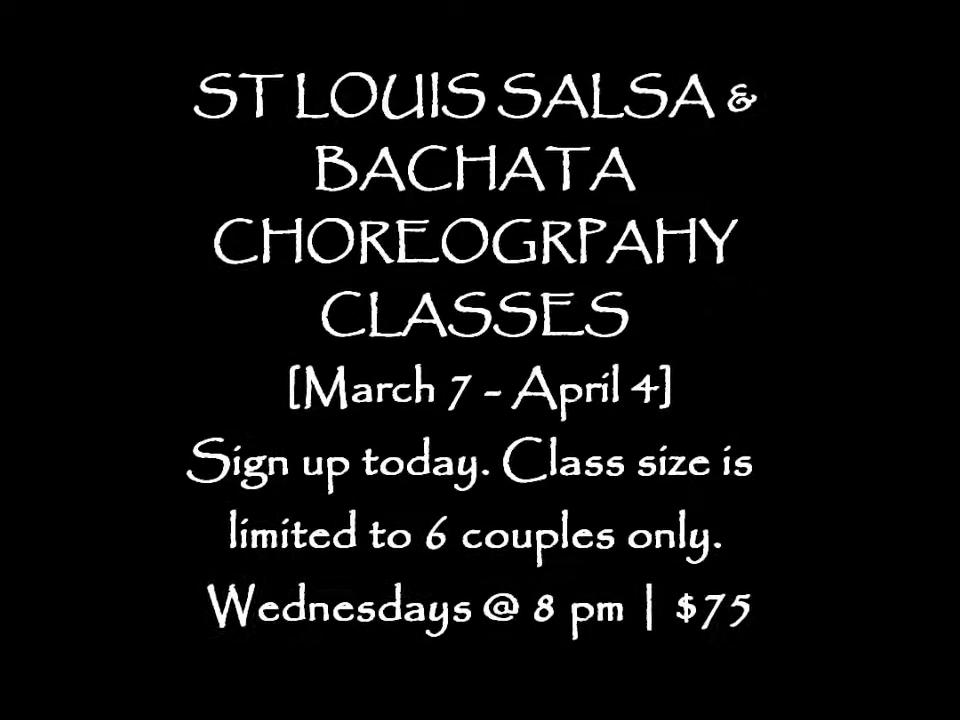 ST LOUIS SALSA &
BACHATA
CHOREOGRPAHY
CLASSES
[March 7 - April 4]
Sign up today. Class size is
limited to 6 couples only.
Wednesdays @ 8 pm | $75